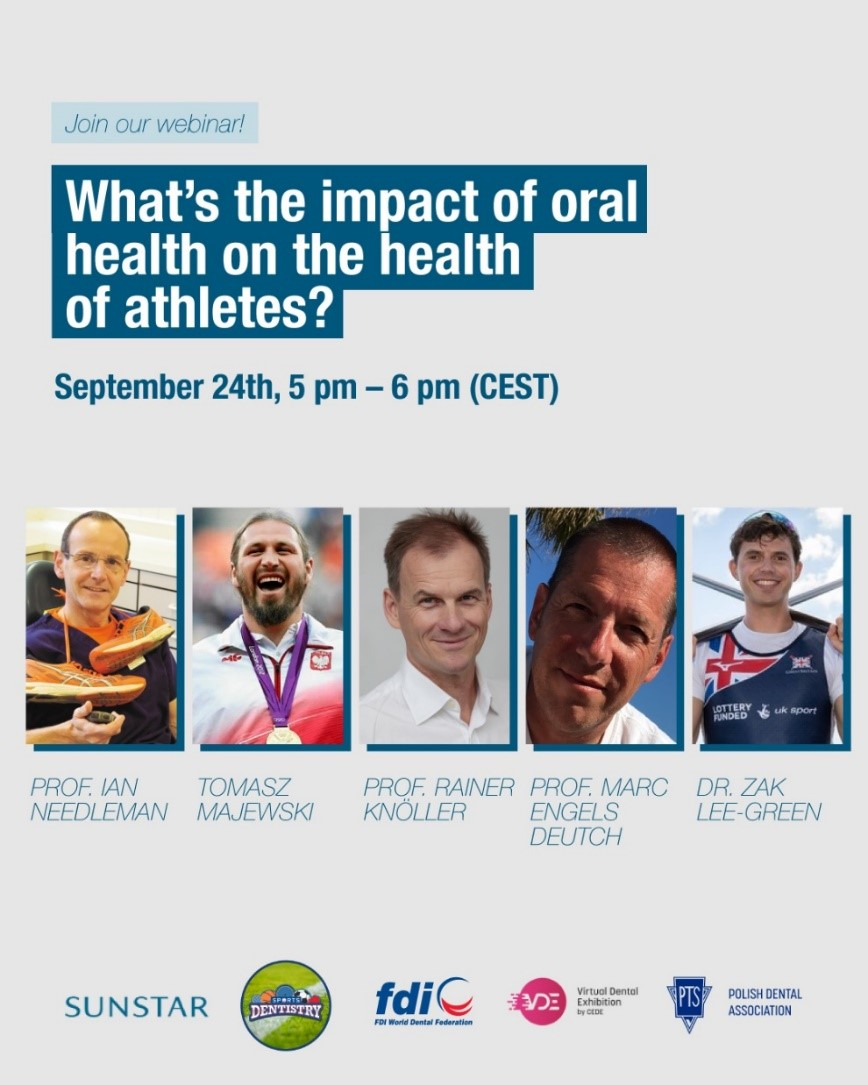 Join our webinar!
What's the impact of oral
health on the health
of athletes?
September 24th, 5 pm – 6 pm (CEST)
LOTTERY
FUNDED
uk sport
PROF. IAN
NEEDLEMAN
TOMASZ
MAJEWSKI
PROF. RAINER
KNÖLLER
PROF. MARC
ENGELS
DEUTCH
DR. ZAK
LEE-GREEN
SUNSTAR
SPORTS
DENTISTRY
fdi
FDI World Dental Federation
VDE
Virtual Dental
Exhibition
by CEDE
PTS
POLISH DENTAL
ASSOCIATION